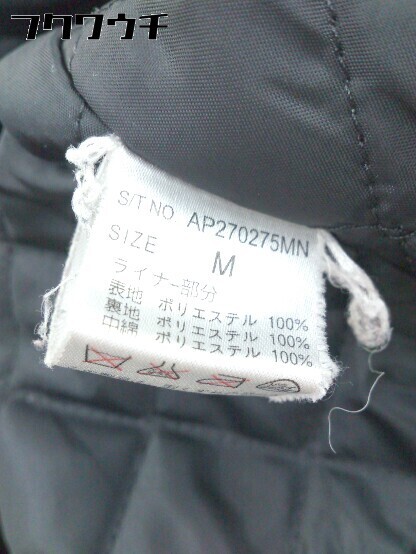 フクウウチ
S/T NO AP270275MN
SIZE M
ライナー部分
表地 ポリエステル 100%
裏地 ポリエステル 100%
中綿 ポリエステル 100%